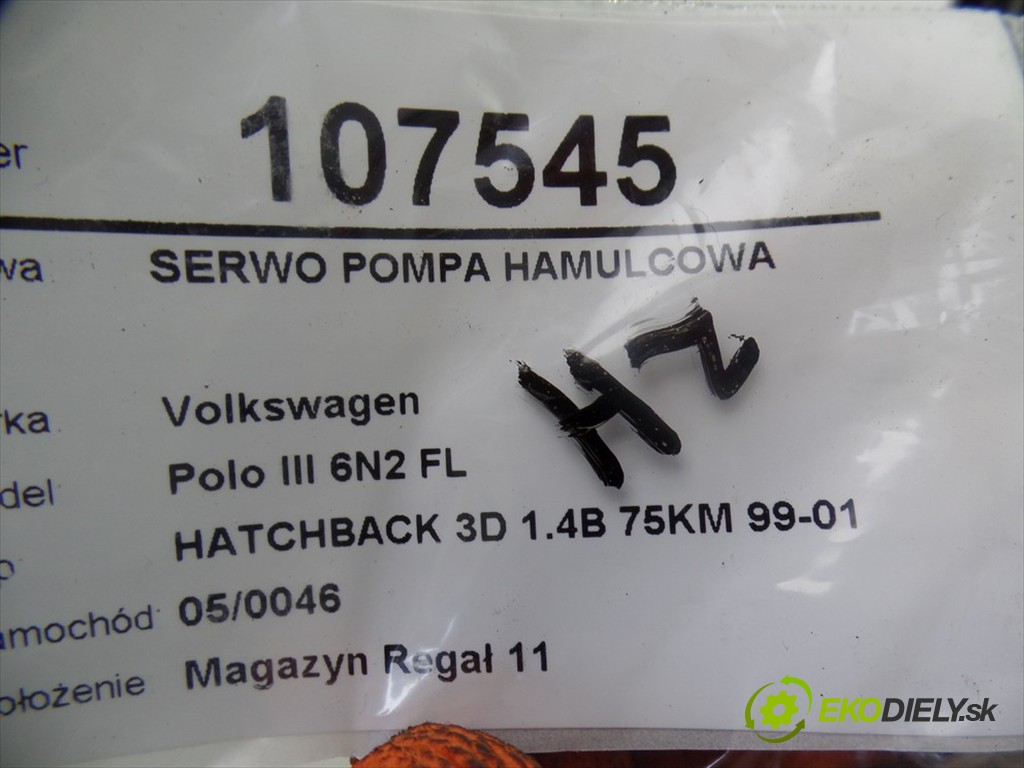 er 107545
wa SERWO POMPA HAMULCOWA
HZ
rka Volkswagen
del Polo III 6N2 FL
HATCHBACK 3D 1.4B 75KM 99-01
amochód 05/0046
ołożenie Magazyn Regał 11
EKODIELY.sk